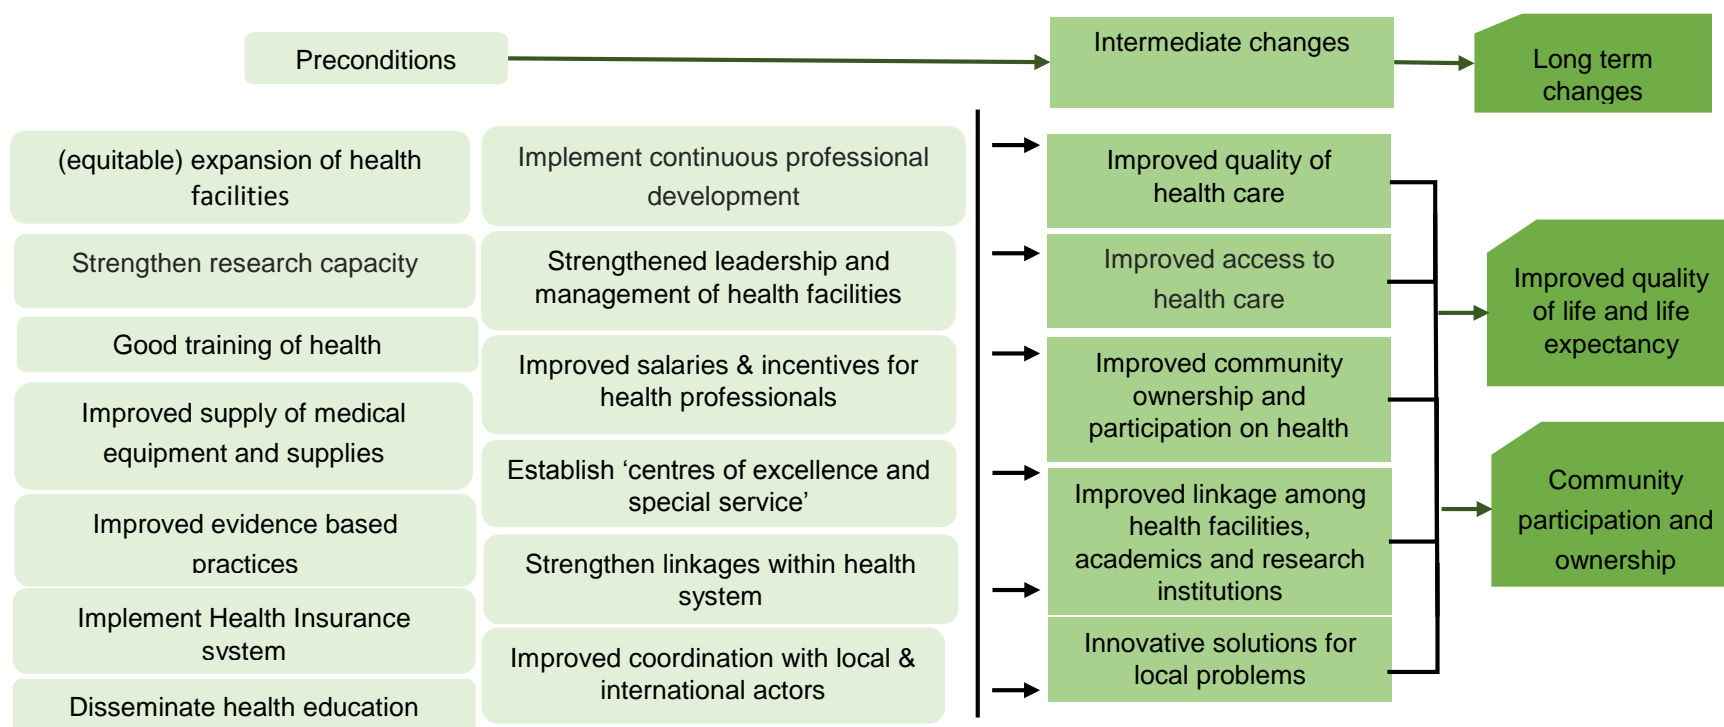 Preconditions
Intermediate changes
Long term
changes
(equitable) expansion of health
facilities
Strengthen research capacity
Good training of health
Improved supply of medical
equipment and supplies
Improved evidence based
practices
Implement Health Insurance
system
Disseminate health education
Implement continuous professional
development
Strengthened leadership and
management of health facilities
Improved salaries & incentives for
health professionals
Establish ‘centres of excellence and
special service’
Strengthen linkages within health
system
Improved coordination with local &
international actors
Improved quality of
health care
Improved access to
health care
Improved community
ownership and
participation on health
Improved linkage among
health facilities,
academics and research
institutions
Innovative solutions for
local problems
Improved quality
of life and life
expectancy
Community
participation and
ownership